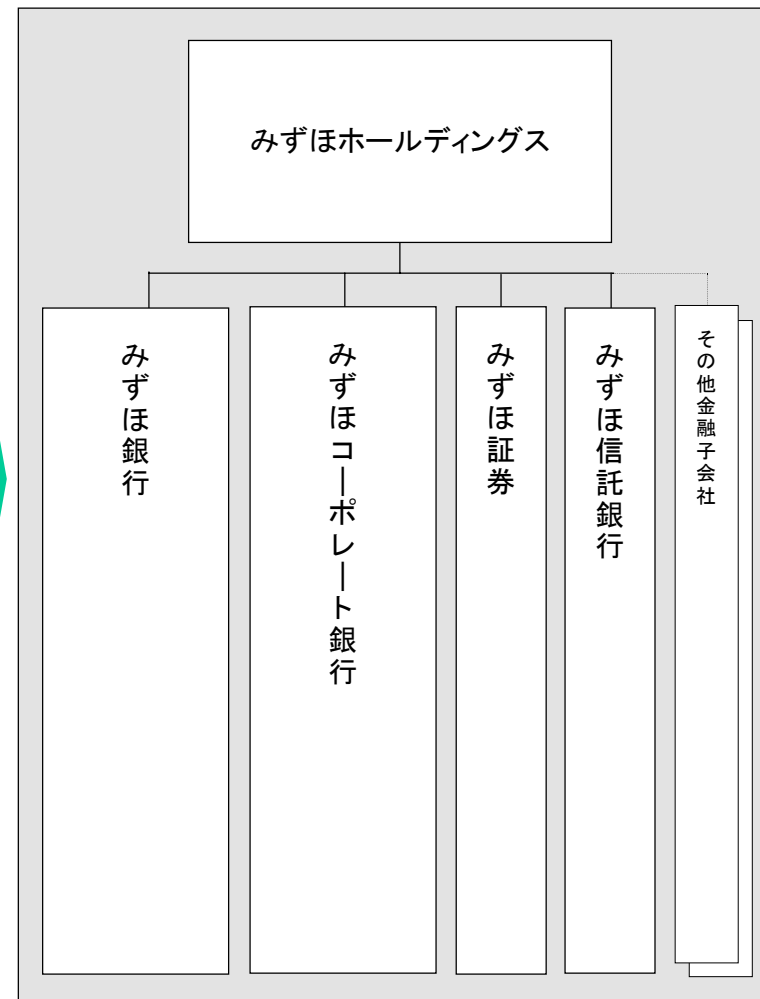 みずほホールディングス
みずほ銀行
みずほコーポレート銀行
みずほ証券
みずほ信託銀行
その他金融子会社